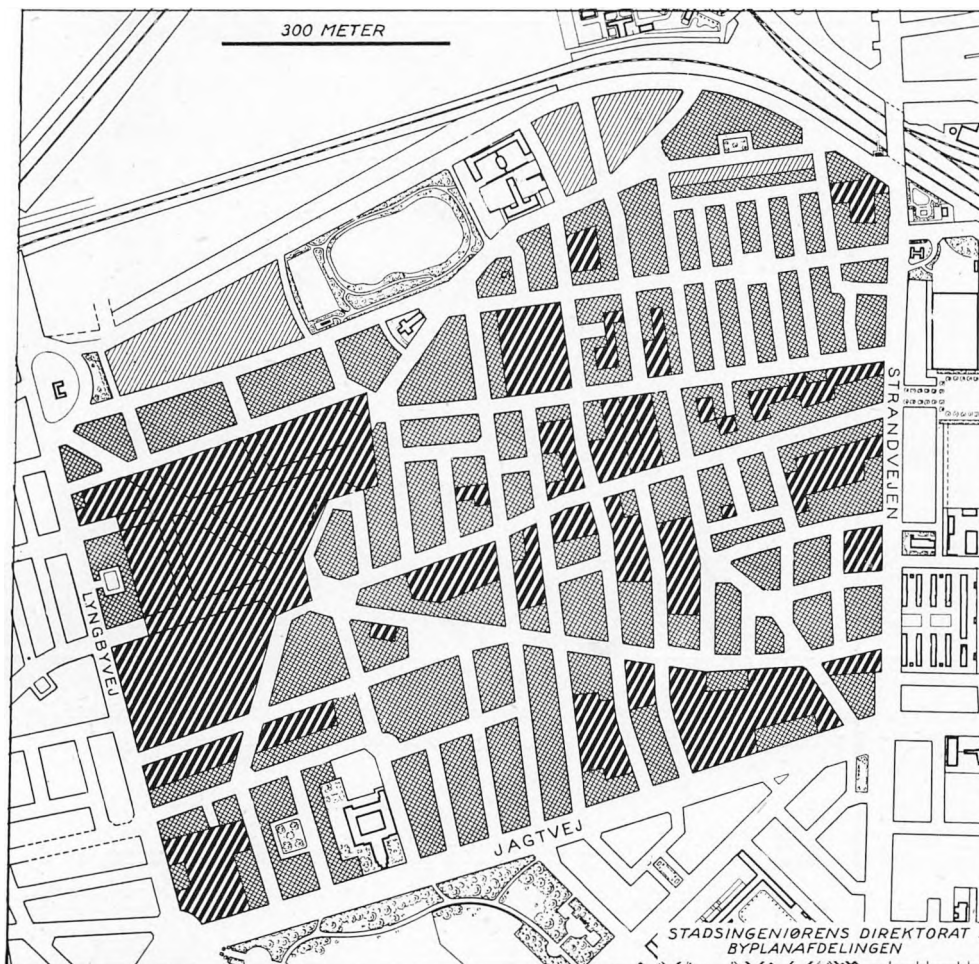 300 METER
STRANDVEJEN
LYNGBYVEJ
JAGTVEJ
STADSINGENIØRENS DIREKTORAT
BYPLANAFDELINGEN